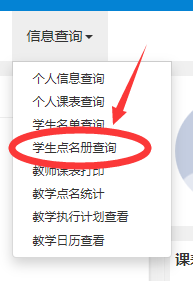 信息查询
个人信息查询
个人课表查询
学生名单查询
学生点名册查询
教师课表打印
教学点名统计
教学执行计划查看
教学日历查看
课